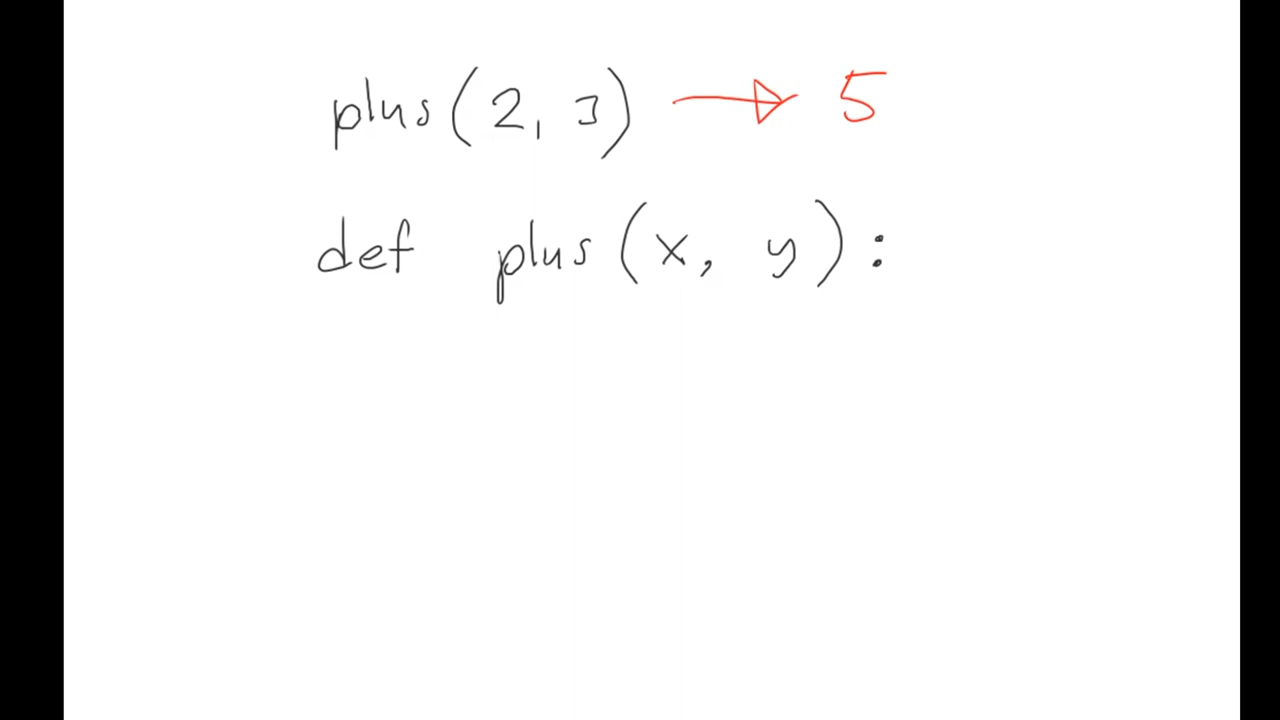 plus(2, 3) → 5
def plus(x, y):